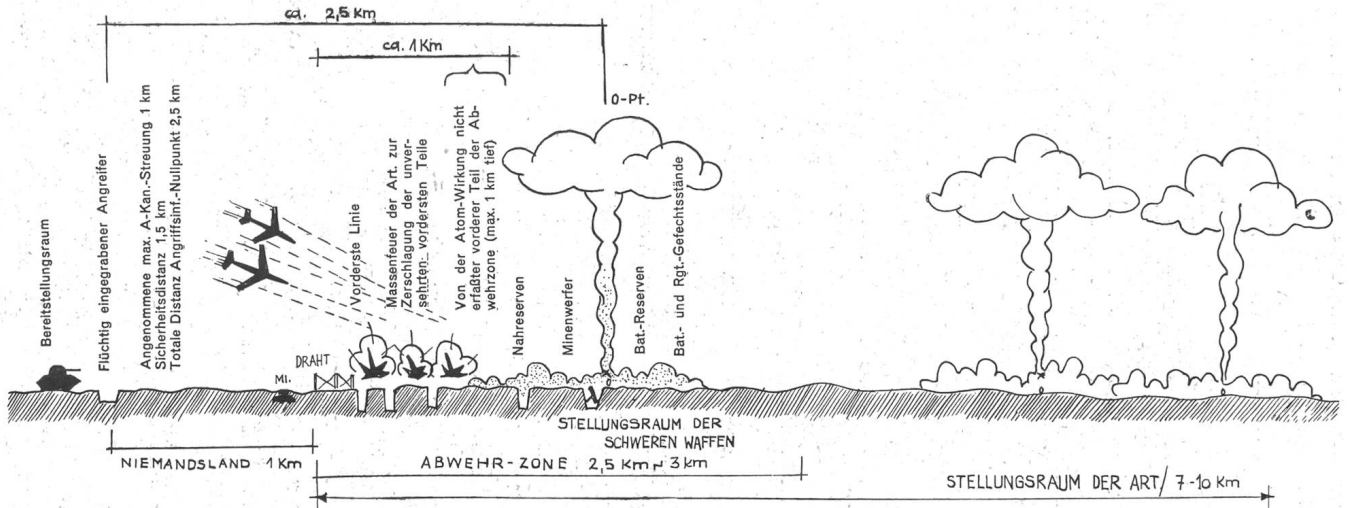 ca. 2,5 Km
ca. 1 Km
O-Pt.
Bereitstellungsraum
Flüchtig eingegrabener Angreifer
Angenommene max. A-Kan.-Streuung 1 km
Sicherheitsdistanz 1,5 km
Totale Distanz Angriffsinf.-Nullpunkt 2,5 km
Vorderste Linie
Massenfeuer der Art. zur
Zerschlagung der unver-
sehrten vordersten Teile
Von der Atom-Wirkung nicht
erfaßter vorderer Teil der Ab-
wehrzone (max. 1 km tief)
Nahreserven
Minenwerfer
Bat.-Reserven
Bat.- und Rgt.-Gefechtsstände
MI.
DRAHT
STELLUNGSRAUM DER
SCHWEREN WAFFEN
NIEMANDSLAND 1 Km
ABWEHR-ZONE 2,5 Km ~ 3 km
STELLUNGSRAUM DER ART/ 7-10 Km